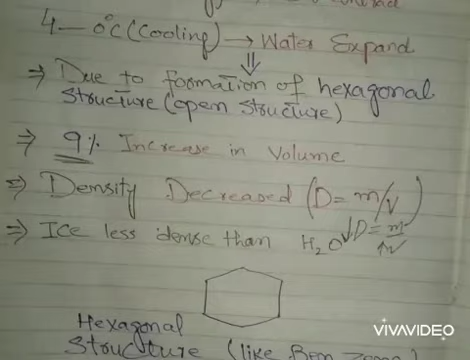 4 — 0°C (Cooling) → Water Expand
⇓
⇒ Due to formation of hexagonal
structure (open structure)
⇒ 9% Increase in Volume
⇒ Density Decreased (D = m/V)
⇒ Ice less dense than H₂O ↓D = m/↑V
Hexagonal
Structure (like
VIVAVIDEO